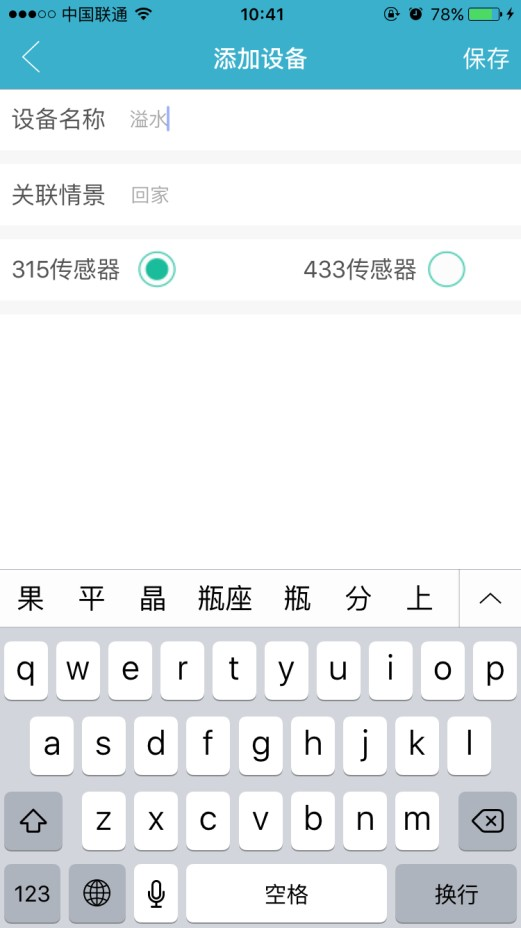 中国联通 10:41 78%
添加设备 保存
设备名称 溢水
关联情景 回家
315传感器 433传感器
果 平 晶 瓶座 瓶 分 上
q w e r t y u i o p
a s d f g h j k l
z x c v b n m
123 空格 换行